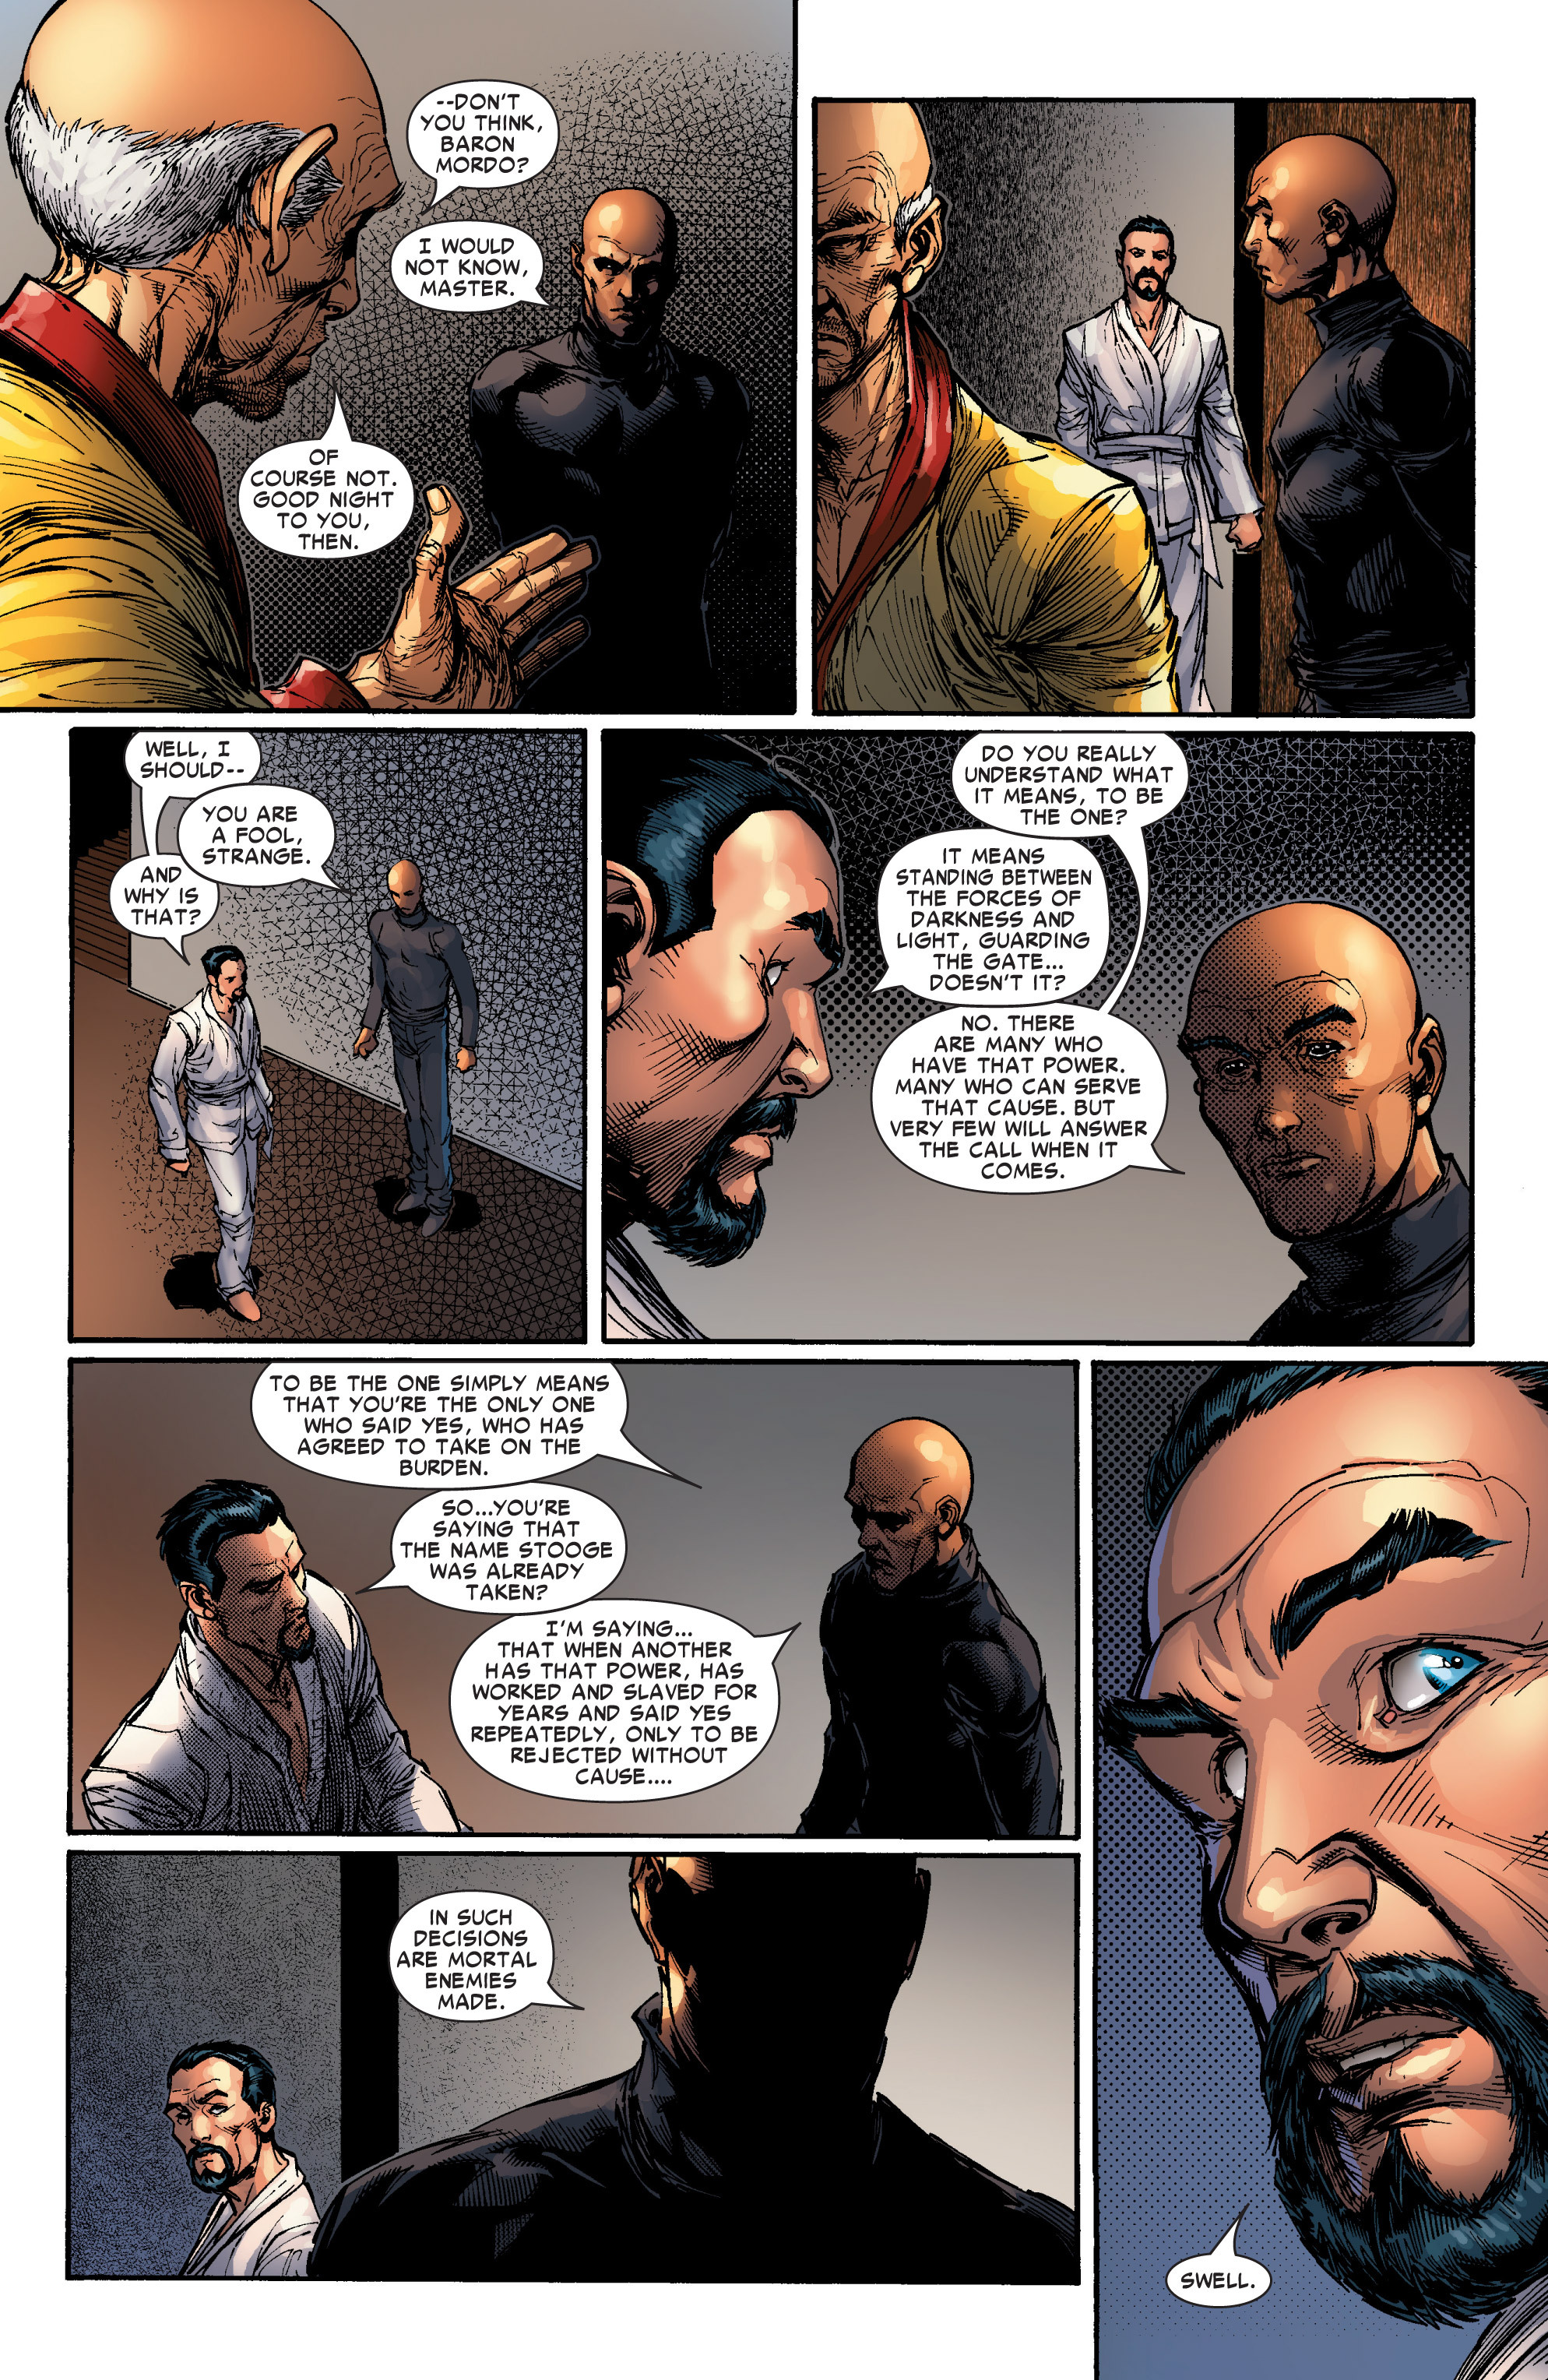 --DON'T
YOU THINK,
BARON
MORDO?
I WOULD
NOT KNOW,
MASTER.
OF
COURSE NOT.
GOOD NIGHT
TO YOU,
THEN.
WELL, I
SHOULD--
YOU ARE
A FOOL,
STRANGE.
AND
WHY IS
THAT?
DO YOU REALLY
UNDERSTAND WHAT
IT MEANS, TO BE
THE ONE?
IT MEANS
STANDING BETWEEN
THE FORCES OF
DARKNESS AND
LIGHT, GUARDING
THE GATE...
DOESN'T IT?
NO. THERE
ARE MANY WHO
HAVE THAT POWER.
MANY WHO CAN SERVE
THAT CAUSE. BUT
VERY FEW WILL ANSWER
THE CALL WHEN IT
COMES.
TO BE THE ONE SIMPLY MEANS
THAT YOU'RE THE ONLY ONE
WHO SAID YES, WHO HAS
AGREED TO TAKE ON THE
BURDEN.
SO...YOU'RE
SAYING THAT
THE NAME STOOGE
WAS ALREADY
TAKEN?
I'M SAYING...
THAT WHEN ANOTHER
HAS THAT POWER, HAS
WORKED AND SLAVED FOR
YEARS AND SAID YES
REPEATEDLY, ONLY TO BE
REJECTED WITHOUT
CAUSE....
IN SUCH
DECISIONS
ARE MORTAL
ENEMIES
MADE.
SWELL.